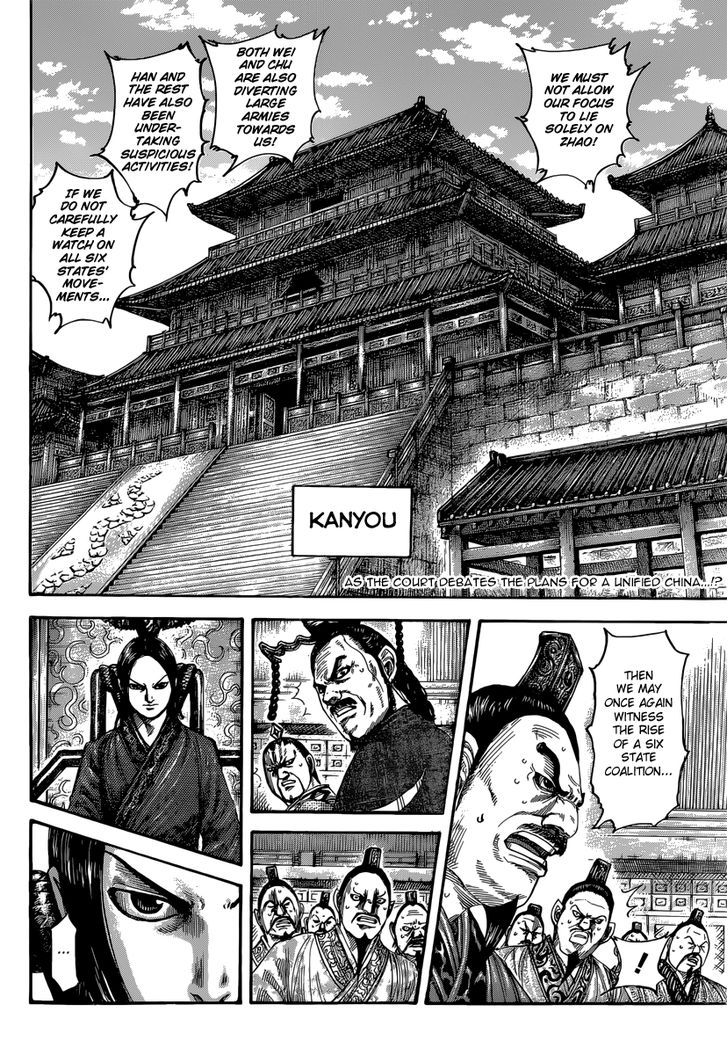 WE MUST
NOT ALLOW
OUR FOCUS
TO LIE
SOLELY ON
ZHAO!
BOTH WEI
AND CHU
ARE ALSO
DIVERTING
LARGE
ARMIES
TOWARDS
US!
HAN AND
THE REST
HAVE ALSO
BEEN
UNDER-
TAKING
SUSPICIOUS
ACTIVITIES!
IF WE
DO NOT
CAREFULLY
KEEP A
WATCH ON
ALL SIX
STATES'
MOVE-
MENTS...
KANYOU
AS THE COURT DEBATES THE PLANS FOR A UNIFIED CHINA...!?
THEN
WE MAY
ONCE AGAIN
WITNESS
THE RISE
OF A SIX
STATE
COALITION...
!
...